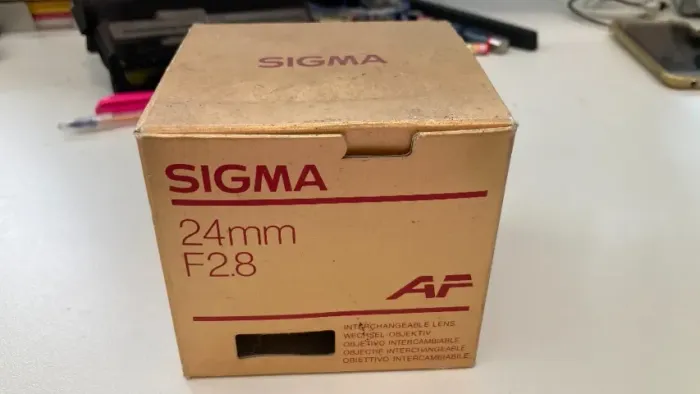 SIGMA
SIGMA
24mm
F2.8
AF
INTERCHANGEABLE LENS
WECHSEL-OBJEKTIV
OBJETIVO INTERCAMBIABLE
OBJECTIF INTERCHANGEABLE
OBIETTIVO INTERCAMBIABILE